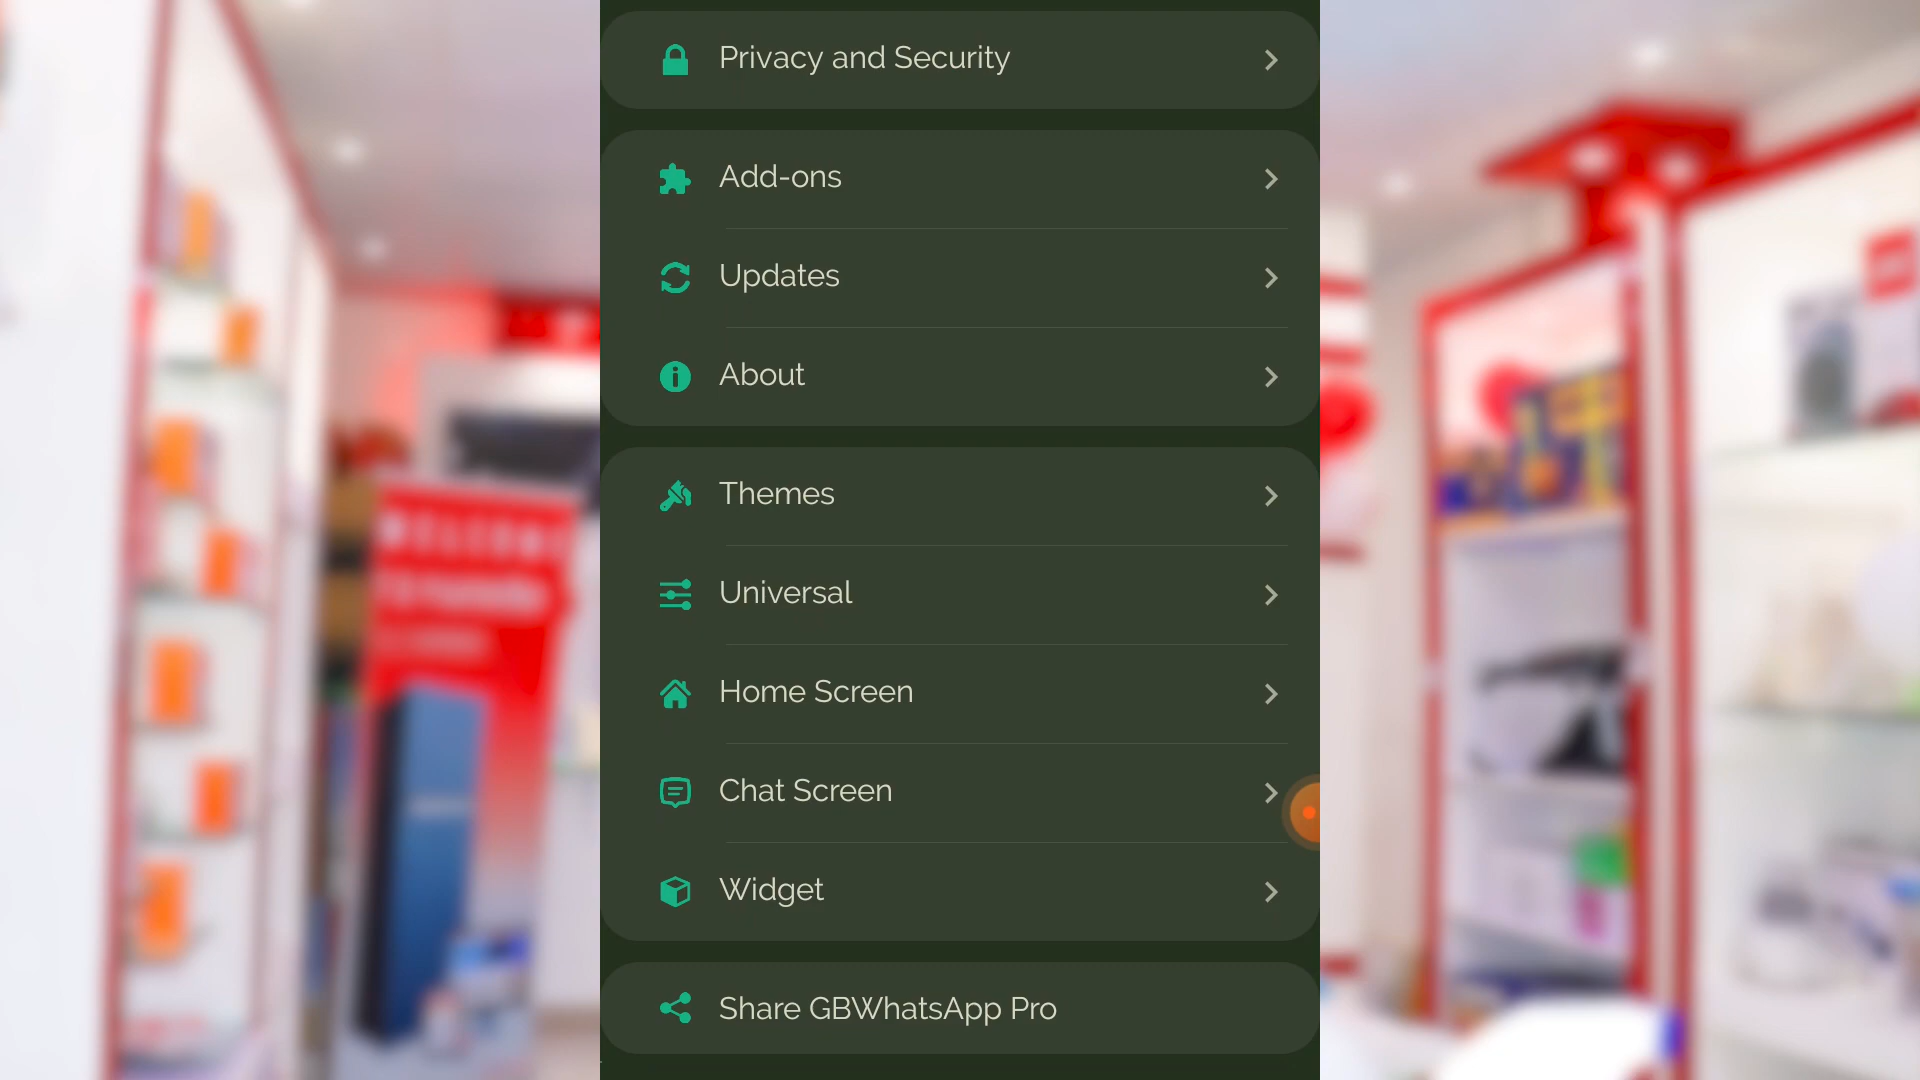 Privacy and Security
Add-ons
Updates
About
Themes
Universal
Home Screen
Chat Screen
Widget
Share GBWhatsApp Pro